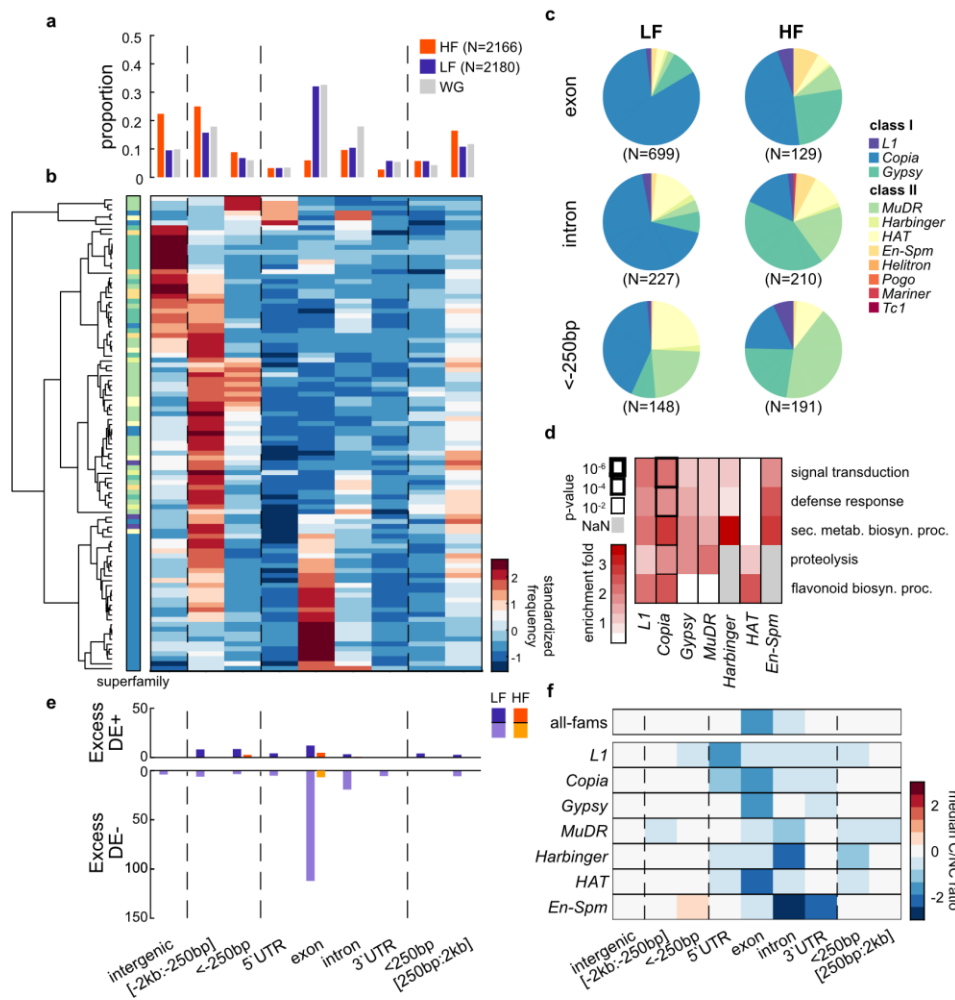 a
0.5
0.4
0.3
0.2
0.1
0
proportion
HF (N=2166)
LF (N=2180)
WG
b
superfamily
2
1
0
-1
standardized
frequency
c
LF
HF
exon
(N=699)
(N=129)
intron
(N=227)
(N=210)
<-250bp
(N=148)
(N=191)
class I
L1
Copia
Gypsy
class II
MuDR
Harbinger
HAT
En-Spm
Helitron
Pogo
Mariner
Tc1
d
p-value
10-6
10-4
10-2
NaN
enrichment fold
3
2
1
signal transduction
defense response
sec. metab. biosyn. proc.
proteolysis
flavonoid biosyn. proc.
L1
Copia
Gypsy
MuDR
Harbinger
HAT
En-Spm
e
LF
HF
Excess
DE+
50
0
0
50
100
150
Excess
DE-
intergenic
[-2kb:-250bp]
<-250bp
5'UTR
exon
intron
3'UTR
<250bp
[250bp:2kb]
f
all-fams
L1
Copia
Gypsy
MuDR
Harbinger
HAT
En-Spm
2
0
-2
median C/NC ratio
intergenic
[-2kb:-250bp]
<-250bp
5'UTR
exon
intron
3'UTR
<250bp
[250bp:2kb]